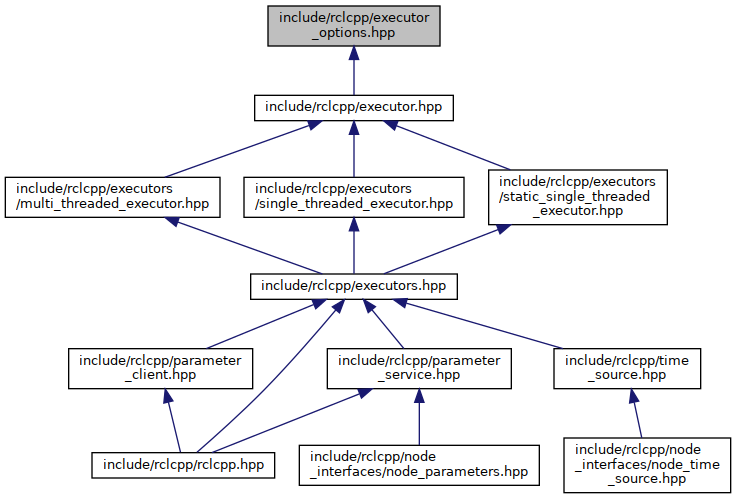 include/rclcpp/executor
_options.hpp
include/rclcpp/executor.hpp
include/rclcpp/executors
/multi_threaded_executor.hpp
include/rclcpp/executors
/single_threaded_executor.hpp
include/rclcpp/executors
/static_single_threaded
_executor.hpp
include/rclcpp/executors.hpp
include/rclcpp/parameter
_client.hpp
include/rclcpp/parameter
_service.hpp
include/rclcpp/time
_source.hpp
include/rclcpp/rclcpp.hpp
include/rclcpp/node
_interfaces/node_parameters.hpp
include/rclcpp/node
_interfaces/node_time
_source.hpp